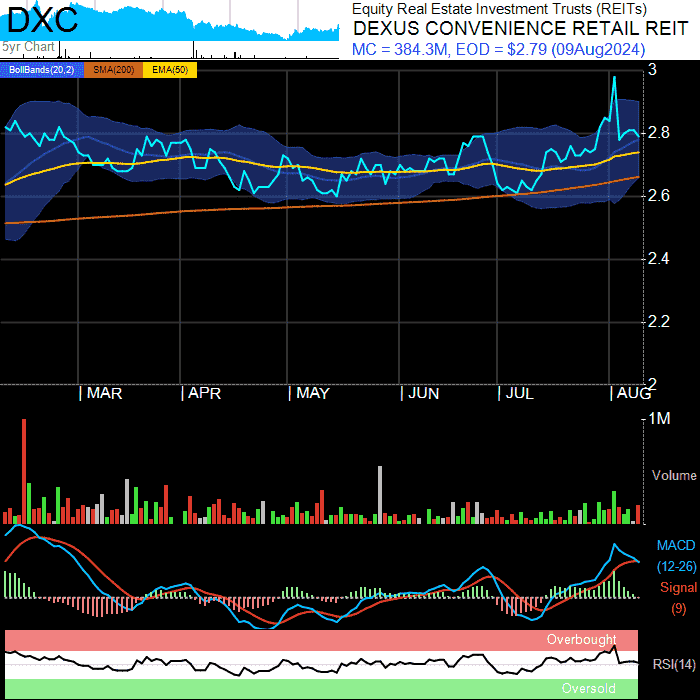 DXC
Equity Real Estate Investment Trusts (REITs)
DEXUS CONVENIENCE RETAIL REIT
5yr Chart
MC = 384.3M, EOD = $2.79 (09Aug2024)
BollBands(20,2) SMA(200) EMA(50)
3
2.8
2.6
2.4
2.2
2
MAR APR MAY JUN JUL AUG
1M
Volume
MACD
(12-26)
Signal
(9)
Overbought
RSI(14)
Oversold